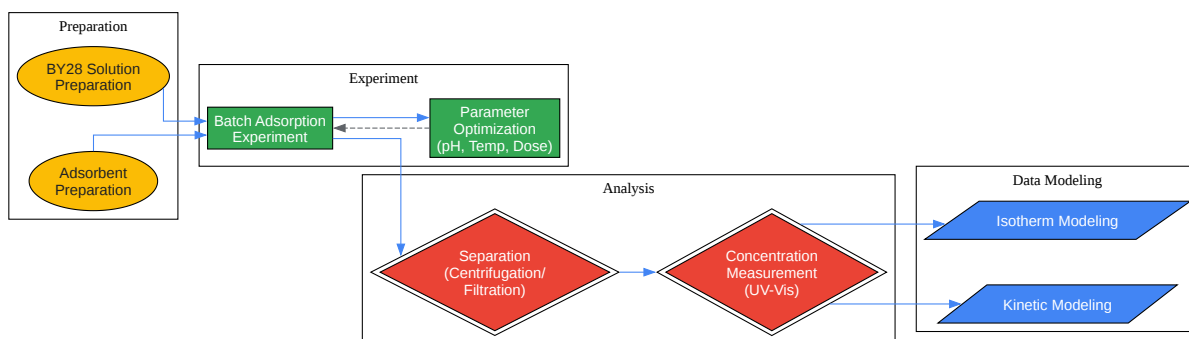 Preparation
BY28 Solution
Preparation
Adsorbent
Preparation
Experiment
Batch Adsorption
Experiment
Parameter
Optimization
(pH, Temp, Dose)
Analysis
Separation
(Centrifugation/
Filtration)
Concentration
Measurement
(UV-Vis)
Data Modeling
Isotherm Modeling
Kinetic Modeling